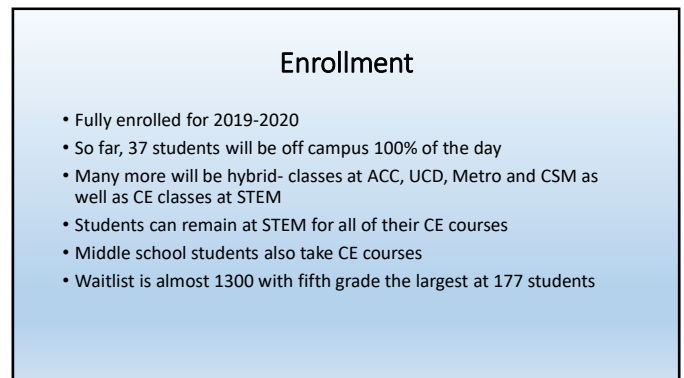 Enrollment
• Fully enrolled for 2019-2020
• So far, 37 students will be off campus 100% of the day
• Many more will be hybrid- classes at ACC, UCD, Metro and CSM as
well as CE classes at STEM
• Students can remain at STEM for all of their CE courses
• Middle school students also take CE courses
• Waitlist is almost 1300 with fifth grade the largest at 177 students